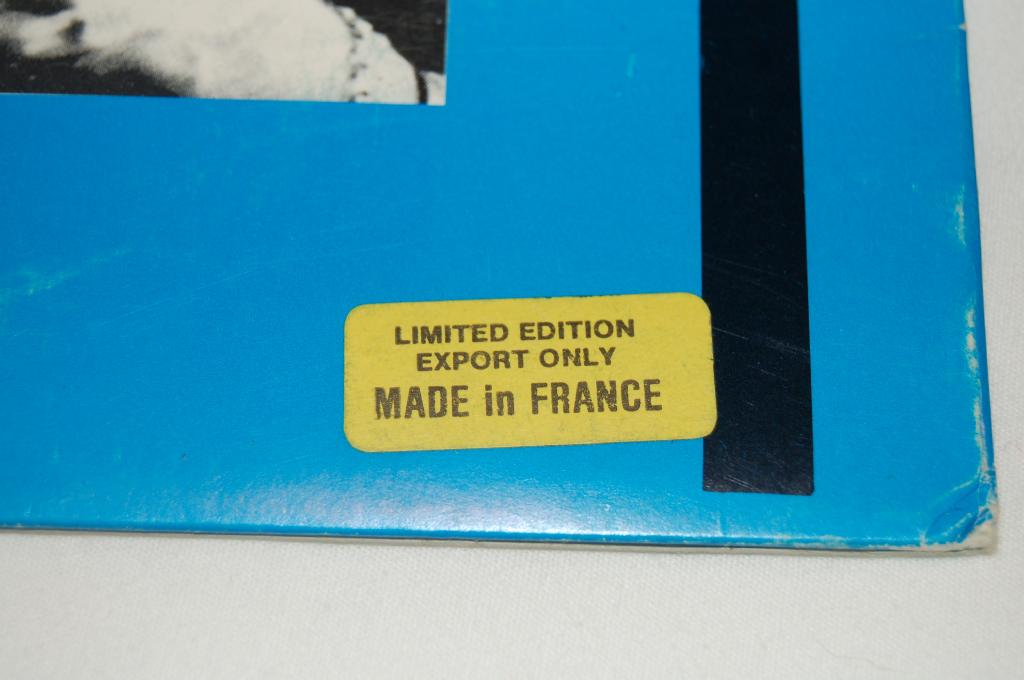 LIMITED EDITION
EXPORT ONLY
MADE in FRANCE